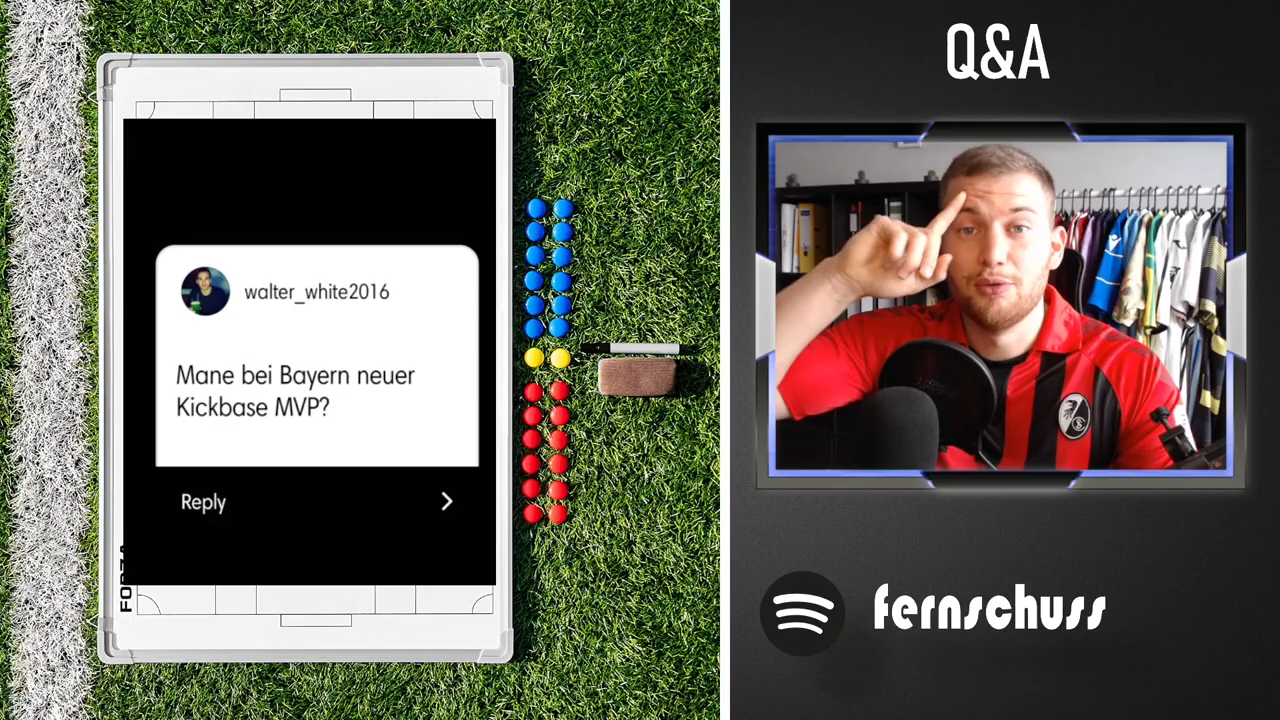 FORZA
walter_white2016
Mane bei Bayern neuer
Kickbase MVP?
Reply
Q&A
fernschuss